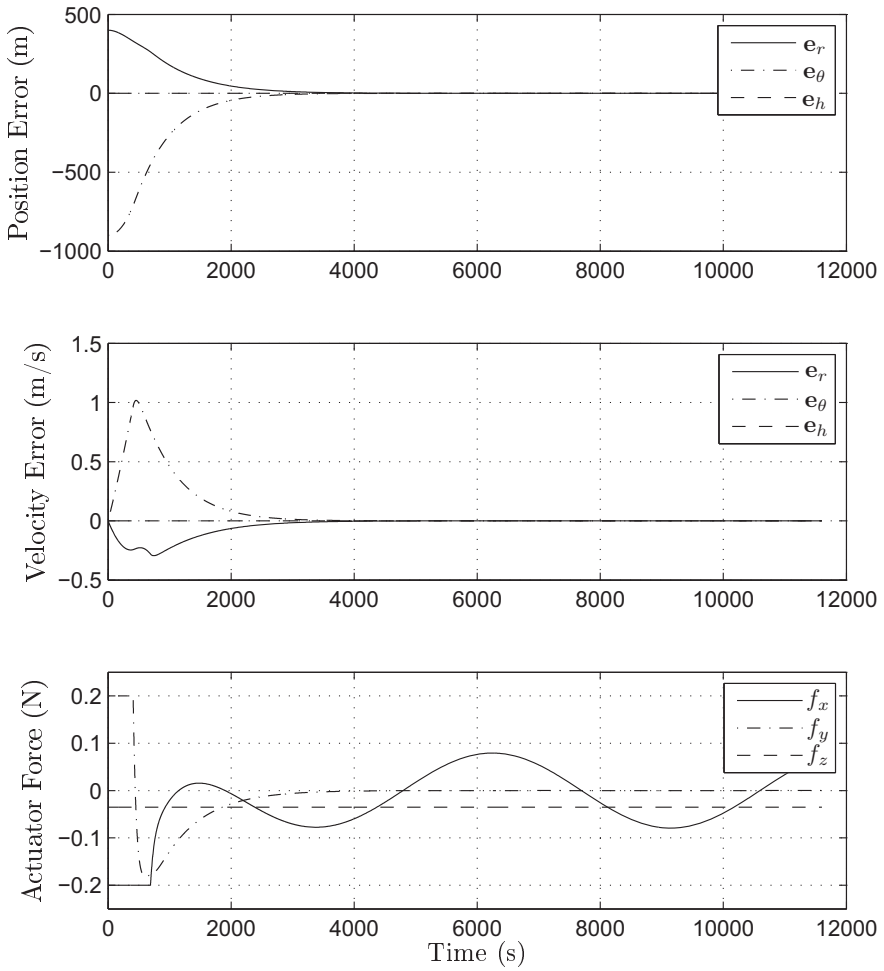 Position Error (m)
500
0
−500
−1000
0 2000 4000 6000 8000 10000 12000
e_r
e_θ
e_h
Velocity Error (m/s)
1.5
1
0.5
0
−0.5
0 2000 4000 6000 8000 10000 12000
e_r
e_θ
e_h
Actuator Force (N)
0.2
0.1
0
−0.1
−0.2
0 2000 4000 6000 8000 10000 12000
f_x
f_y
f_z
Time (s)